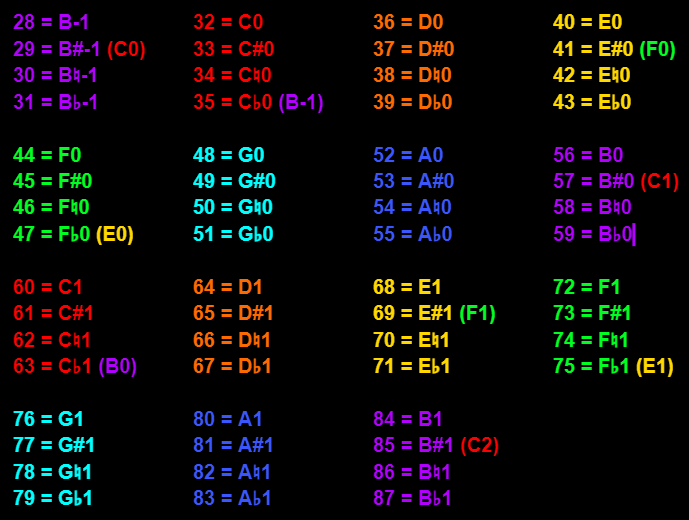 28 = B-1
29 = B#-1 (C0)
30 = B♮-1
31 = B♭-1
32 = C0
33 = C#0
34 = C♮0
35 = C♭0 (B-1)
36 = D0
37 = D#0
38 = D♮0
39 = D♭0
40 = E0
41 = E#0 (F0)
42 = E♮0
43 = E♭0
44 = F0
45 = F#0
46 = F♮0
47 = F♭0 (E0)
48 = G0
49 = G#0
50 = G♮0
51 = G♭0
52 = A0
53 = A#0
54 = A♮0
55 = A♭0
56 = B0
57 = B#0 (C1)
58 = B♮0
59 = B♭0
60 = C1
61 = C#1
62 = C♮1
63 = C♭1 (B0)
64 = D1
65 = D#1
66 = D♮1
67 = D♭1
68 = E1
69 = E#1 (F1)
70 = E♮1
71 = E♭1
72 = F1
73 = F#1
74 = F♮1
75 = F♭1 (E1)
76 = G1
77 = G#1
78 = G♮1
79 = G♭1
80 = A1
81 = A#1
82 = A♮1
83 = A♭1
84 = B1
85 = B#1 (C2)
86 = B♮1
87 = B♭1